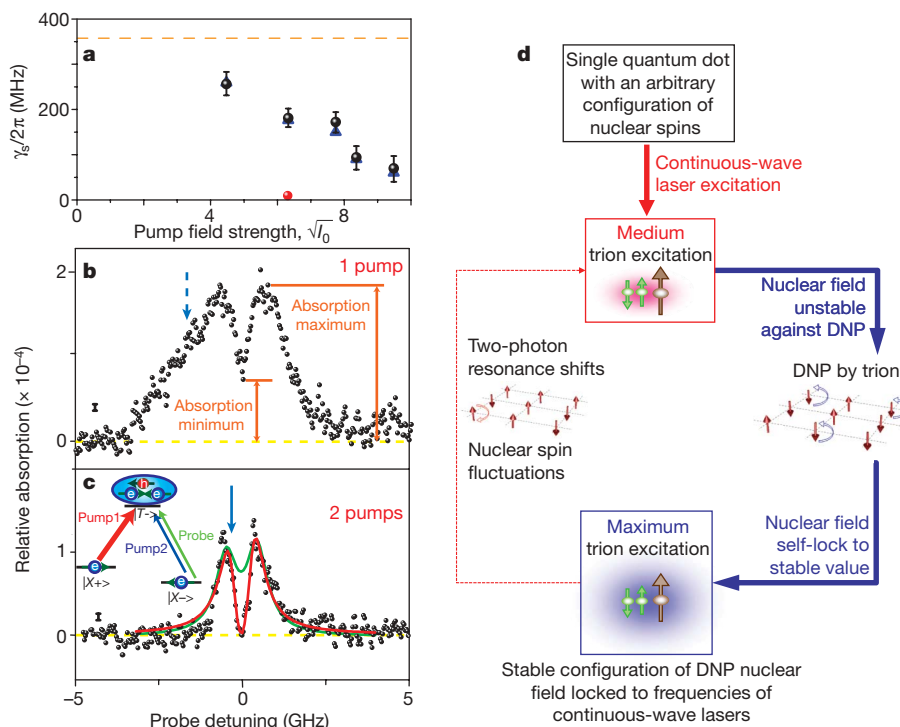 a
400
300
200
100
0
γs/2π (MHz)
0
4
8
Pump field strength, √I0
b
1 pump
2
1
0
Absorption
maximum
Absorption
minimum
Relative absorption (× 10⁻⁴)
c
2 pumps
h
e
e
|T−>
Pump1
Probe
Pump2
e
|X+>
e
|X−>
1
0
−5
0
5
Probe detuning (GHz)
d
Single quantum dot
with an arbitrary
configuration of
nuclear spins
Continuous-wave
laser excitation
Medium
trion excitation
Nuclear field
unstable
against DNP
Two-photon
resonance shifts
DNP by trion
Nuclear spin
fluctuations
Maximum
trion excitation
Nuclear field
self-lock to
stable value
Stable configuration of DNP nuclear
field locked to frequencies of
continuous-wave lasers